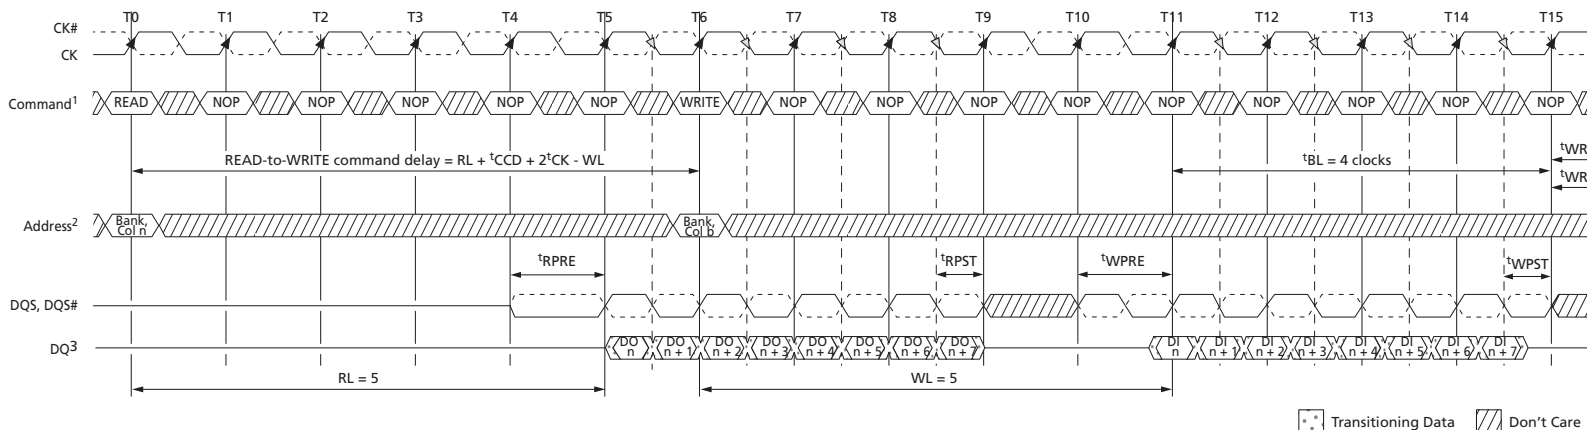 T0 T1 T2 T3 T4 T5 T6 T7 T8 T9 T10 T11 T12 T13 T14 T15
CK#
CK
Command1 READ NOP NOP NOP NOP NOP WRITE NOP NOP NOP NOP NOP NOP NOP NOP NOP
READ-to-WRITE command delay = RL + tCCD + 2tCK - WL
tBL = 4 clocks
tWR
tWR
Address2
Bank, Col n
Bank, Col b
tRPRE tRPST tWPRE tWPST
DQS, DQS#
DQ3
DO n DO n + 1 DO n + 2 DO n + 3 DO n + 4 DO n + 5 DO n + 6 DO n + 7
DI n DI n + 1 DI n + 2 DI n + 3 DI n + 4 DI n + 5 DI n + 6 DI n + 7
RL = 5 WL = 5
Transitioning Data Don't Care